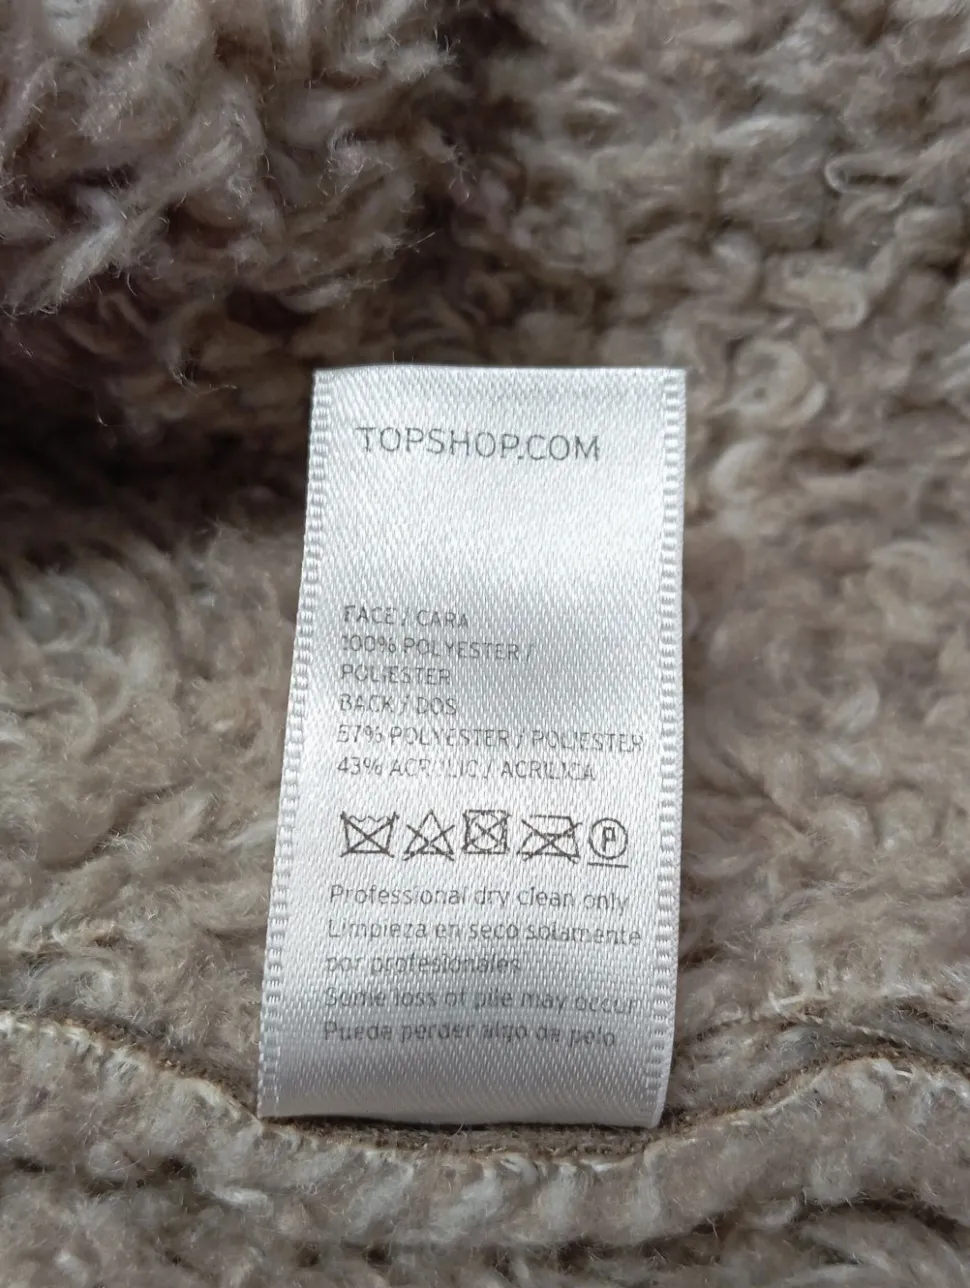 TOPSHOP.COM
FACE / CARA
100% POLYESTER /
POLIESTER
BACK / DOS
57% POLYESTER / POLIESTER
43% ACRYLIC / ACRILICA
P
Professional dry clean only
Limpieza en seco solamente
por profesionales
Some loss of pile may occur
Puede perder algo de pelo